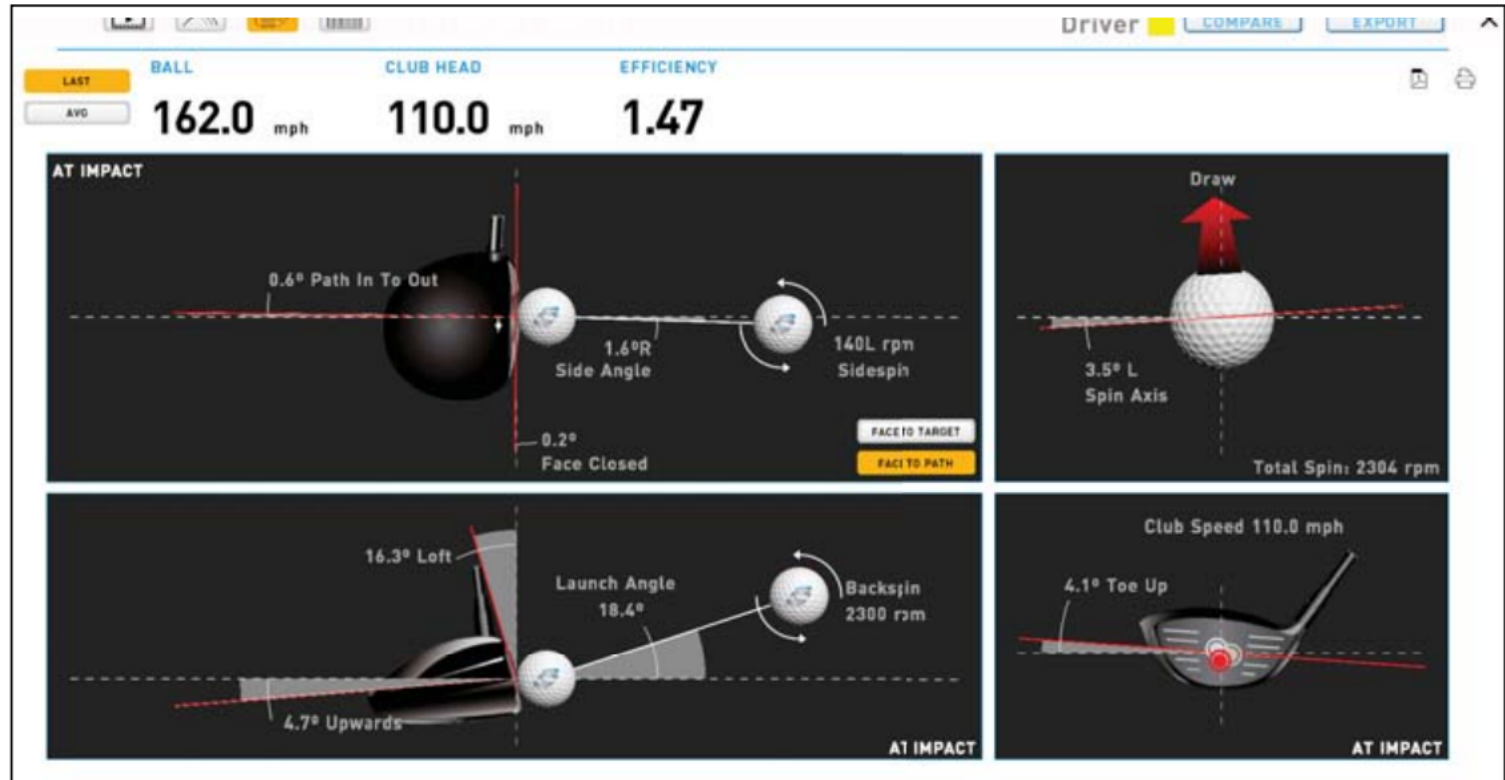 Driver
COMPARE
EXPORT
LAST
AVG
BALL
162.0 mph
CLUB HEAD
110.0 mph
EFFICIENCY
1.47
AT IMPACT
0.6º Path In To Out
1.6ºR
Side Angle
140L rpm
Sidespin
0.2º
Face Closed
FACE TO TARGET
FACE TO PATH
Draw
3.5º L
Spin Axis
Total Spin: 2304 rpm
16.3º Loft
Launch Angle
18.4º
Backspin
2300 rpm
4.7º Upwards
AT IMPACT
Club Speed 110.0 mph
4.1º Toe Up
AT IMPACT